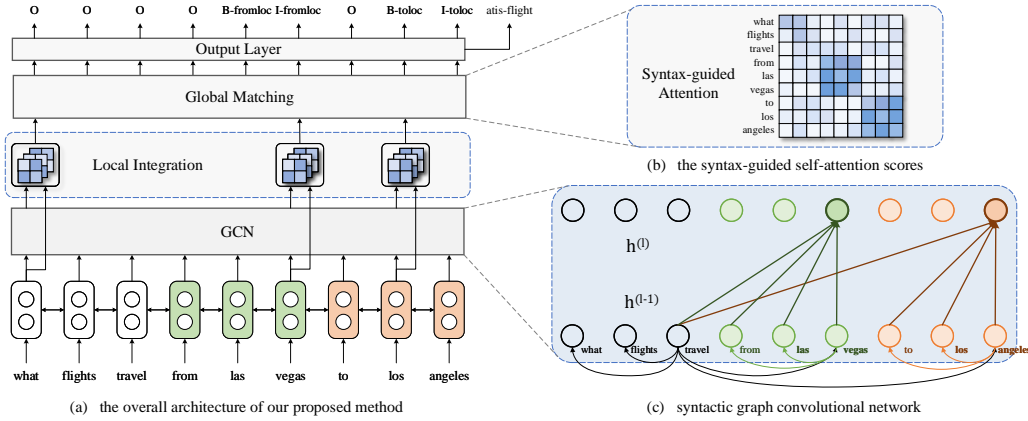 O O O O B-fromloc I-fromloc O B-toloc I-toloc atis-flight
Output Layer
Global Matching
Local Integration
GCN
what flights travel from las vegas to los angeles
(a) the overall architecture of our proposed method
Syntax-guided
Attention
what
flights
travel
from
las
vegas
to
los
angeles
(b) the syntax-guided self-attention scores
h(l)
h(l-1)
what flights travel from las vegas to los angeles
(c) syntactic graph convolutional network